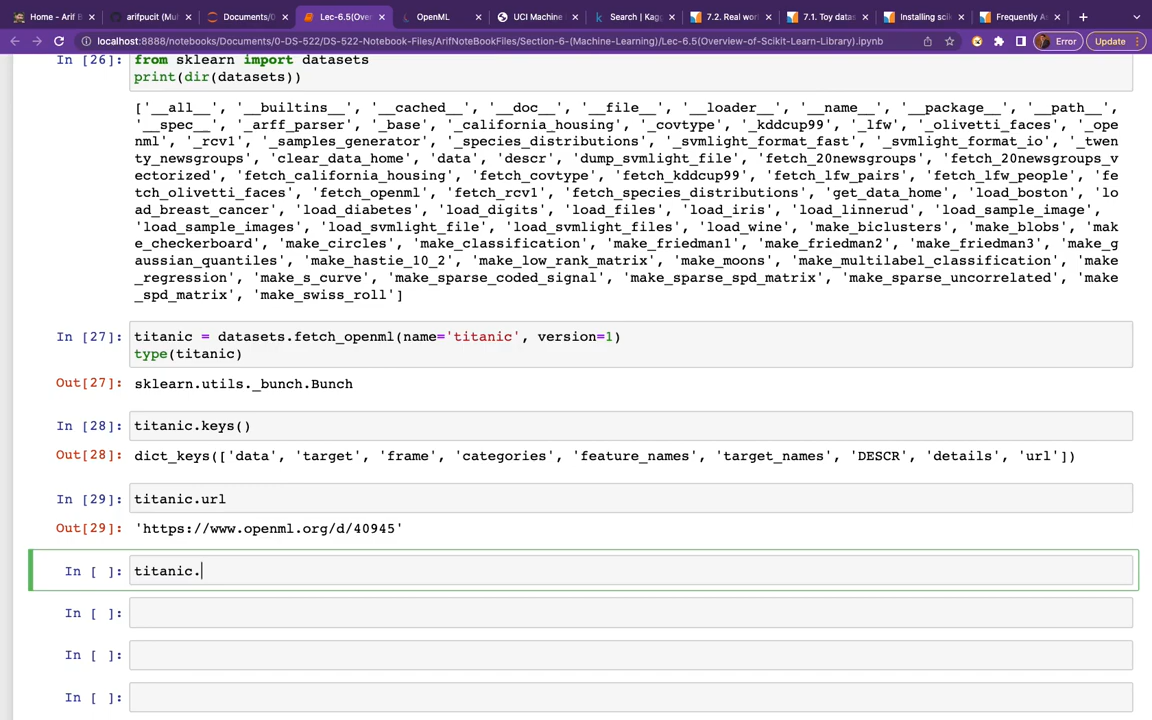 Home - Arif B
arfpucit (Mul
Documents/0
Lec-6.5(Over
OpenML
UCI Machine
Search | Kagg
7.2. Real wor
7.1. Toy datas
Installing scik
Frequently As
localhost:8888/notebooks/Documents/0-DS-522/DS-522-Notebook-Files/ArifNoteBookFiles/Section-6-(Machine-Learning)/Lec-6.5(Overview-of-Scikit-Learn-Library).ipynb
Error
Update
In [26]: from sklearn import datasets
print(dir(datasets))
['__all__', '__builtins__', '__cached__', '__doc__', '__file__', '__loader__', '__name__', '__package__', '__path__',
'__spec__', '_arff_parser', '_base', '_california_housing', '_covtype', '_kddcup99', '_lfw', '_olivetti_faces', '_ope
nml', '_rcv1', '_samples_generator', '_species_distributions', '_svmlight_format_fast', '_svmlight_format_io', '_twen
ty_newsgroups', 'clear_data_home', 'data', 'descr', 'dump_svmlight_file', 'fetch_20newsgroups', 'fetch_20newsgroups_v
ectorized', 'fetch_california_housing', 'fetch_covtype', 'fetch_kddcup99', 'fetch_lfw_pairs', 'fetch_lfw_people', 'fe
tch_olivetti_faces', 'fetch_openml', 'fetch_rcv1', 'fetch_species_distributions', 'get_data_home', 'load_boston', 'lo
ad_breast_cancer', 'load_diabetes', 'load_digits', 'load_files', 'load_iris', 'load_linnerud', 'load_sample_image',
'load_sample_images', 'load_svmlight_file', 'load_svmlight_files', 'load_wine', 'make_biclusters', 'make_blobs', 'mak
e_checkerboard', 'make_circles', 'make_classification', 'make_friedman1', 'make_friedman2', 'make_friedman3', 'make_g
aussian_quantiles', 'make_hastie_10_2', 'make_low_rank_matrix', 'make_moons', 'make_multilabel_classification', 'make
_regression', 'make_s_curve', 'make_sparse_coded_signal', 'make_sparse_spd_matrix', 'make_sparse_uncorrelated', 'make
_spd_matrix', 'make_swiss_roll']
In [27]: titanic = datasets.fetch_openml(name='titanic', version=1)
type(titanic)
Out[27]: sklearn.utils._bunch.Bunch
In [28]: titanic.keys()
Out[28]: dict_keys(['data', 'target', 'frame', 'categories', 'feature_names', 'target_names', 'DESCR', 'details', 'url'])
In [29]: titanic.url
Out[29]: 'https://www.openml.org/d/40945'
In [ ]: titanic.
In [ ]:
In [ ]:
In [ ]: